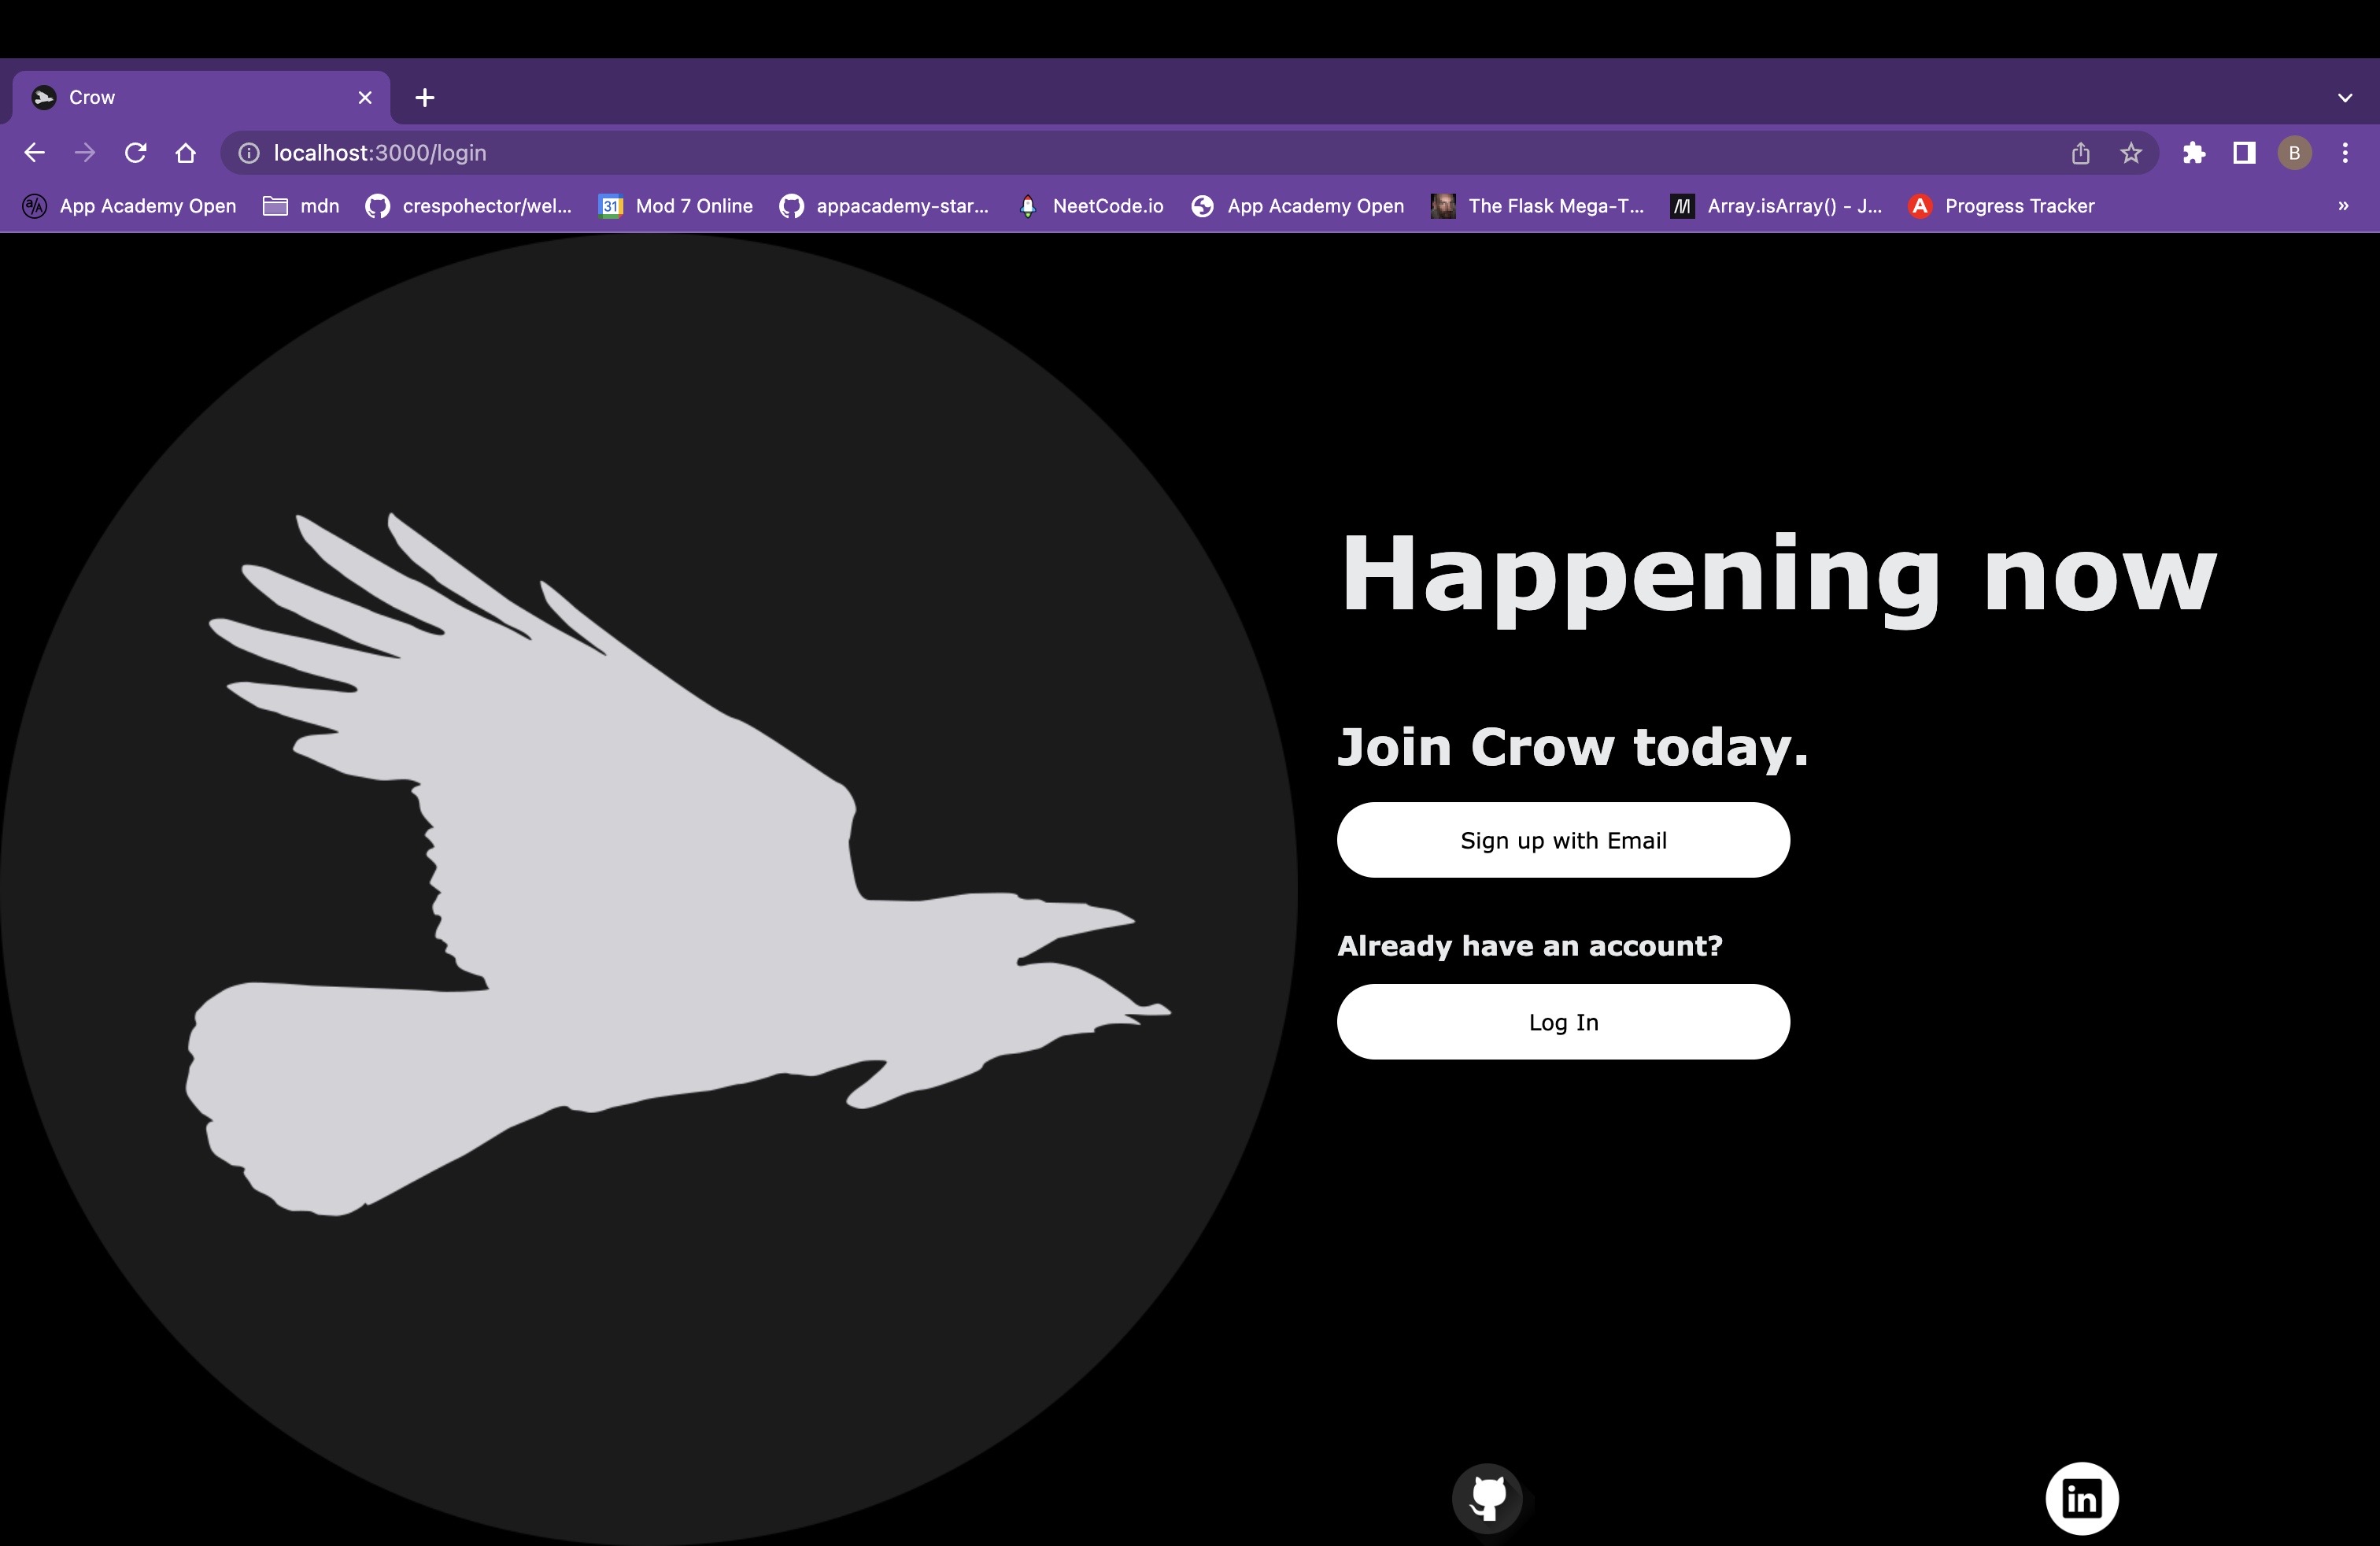 Crow
localhost:3000/login
B
a/A App Academy Open mdn crespohector/wel... 31 Mod 7 Online appacademy-star... NeetCode.io App Academy Open The Flask Mega-T... Array.isArray() - J... A Progress Tracker »
Happening now
Join Crow today.
Sign up with Email
Already have an account?
Log In
in